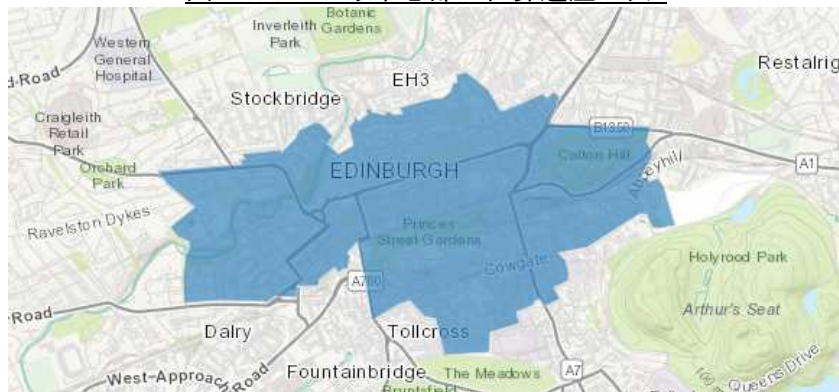 Botanic
Gardens
Inverleith
Park
Western
General
Hospital
Restalrig
EH3
Stockbridge
Craigleith
Retail
Park
B1350
EDINBURGH
Calton Hill
A1
Orchard
Park
Abbeyhill
Ravelston Dykes
Princes
Street Gardens
Cowgate
Holyrood Park
A700
Road
Arthur's Seat
Dalry
Tollcross
West-Approach Road
Fountainbridge
The Meadows
A7
Queens Drive